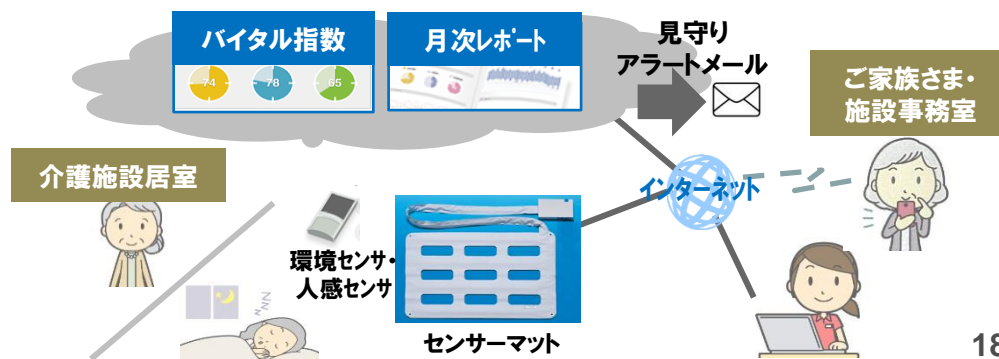 バイタル指数
74
78
65
月次レポート
見守り
アラートメール
ご家族さま・
施設事務室
介護施設居室
インターネット
環境センサ・
人感センサ
センサーマット
zzz
18